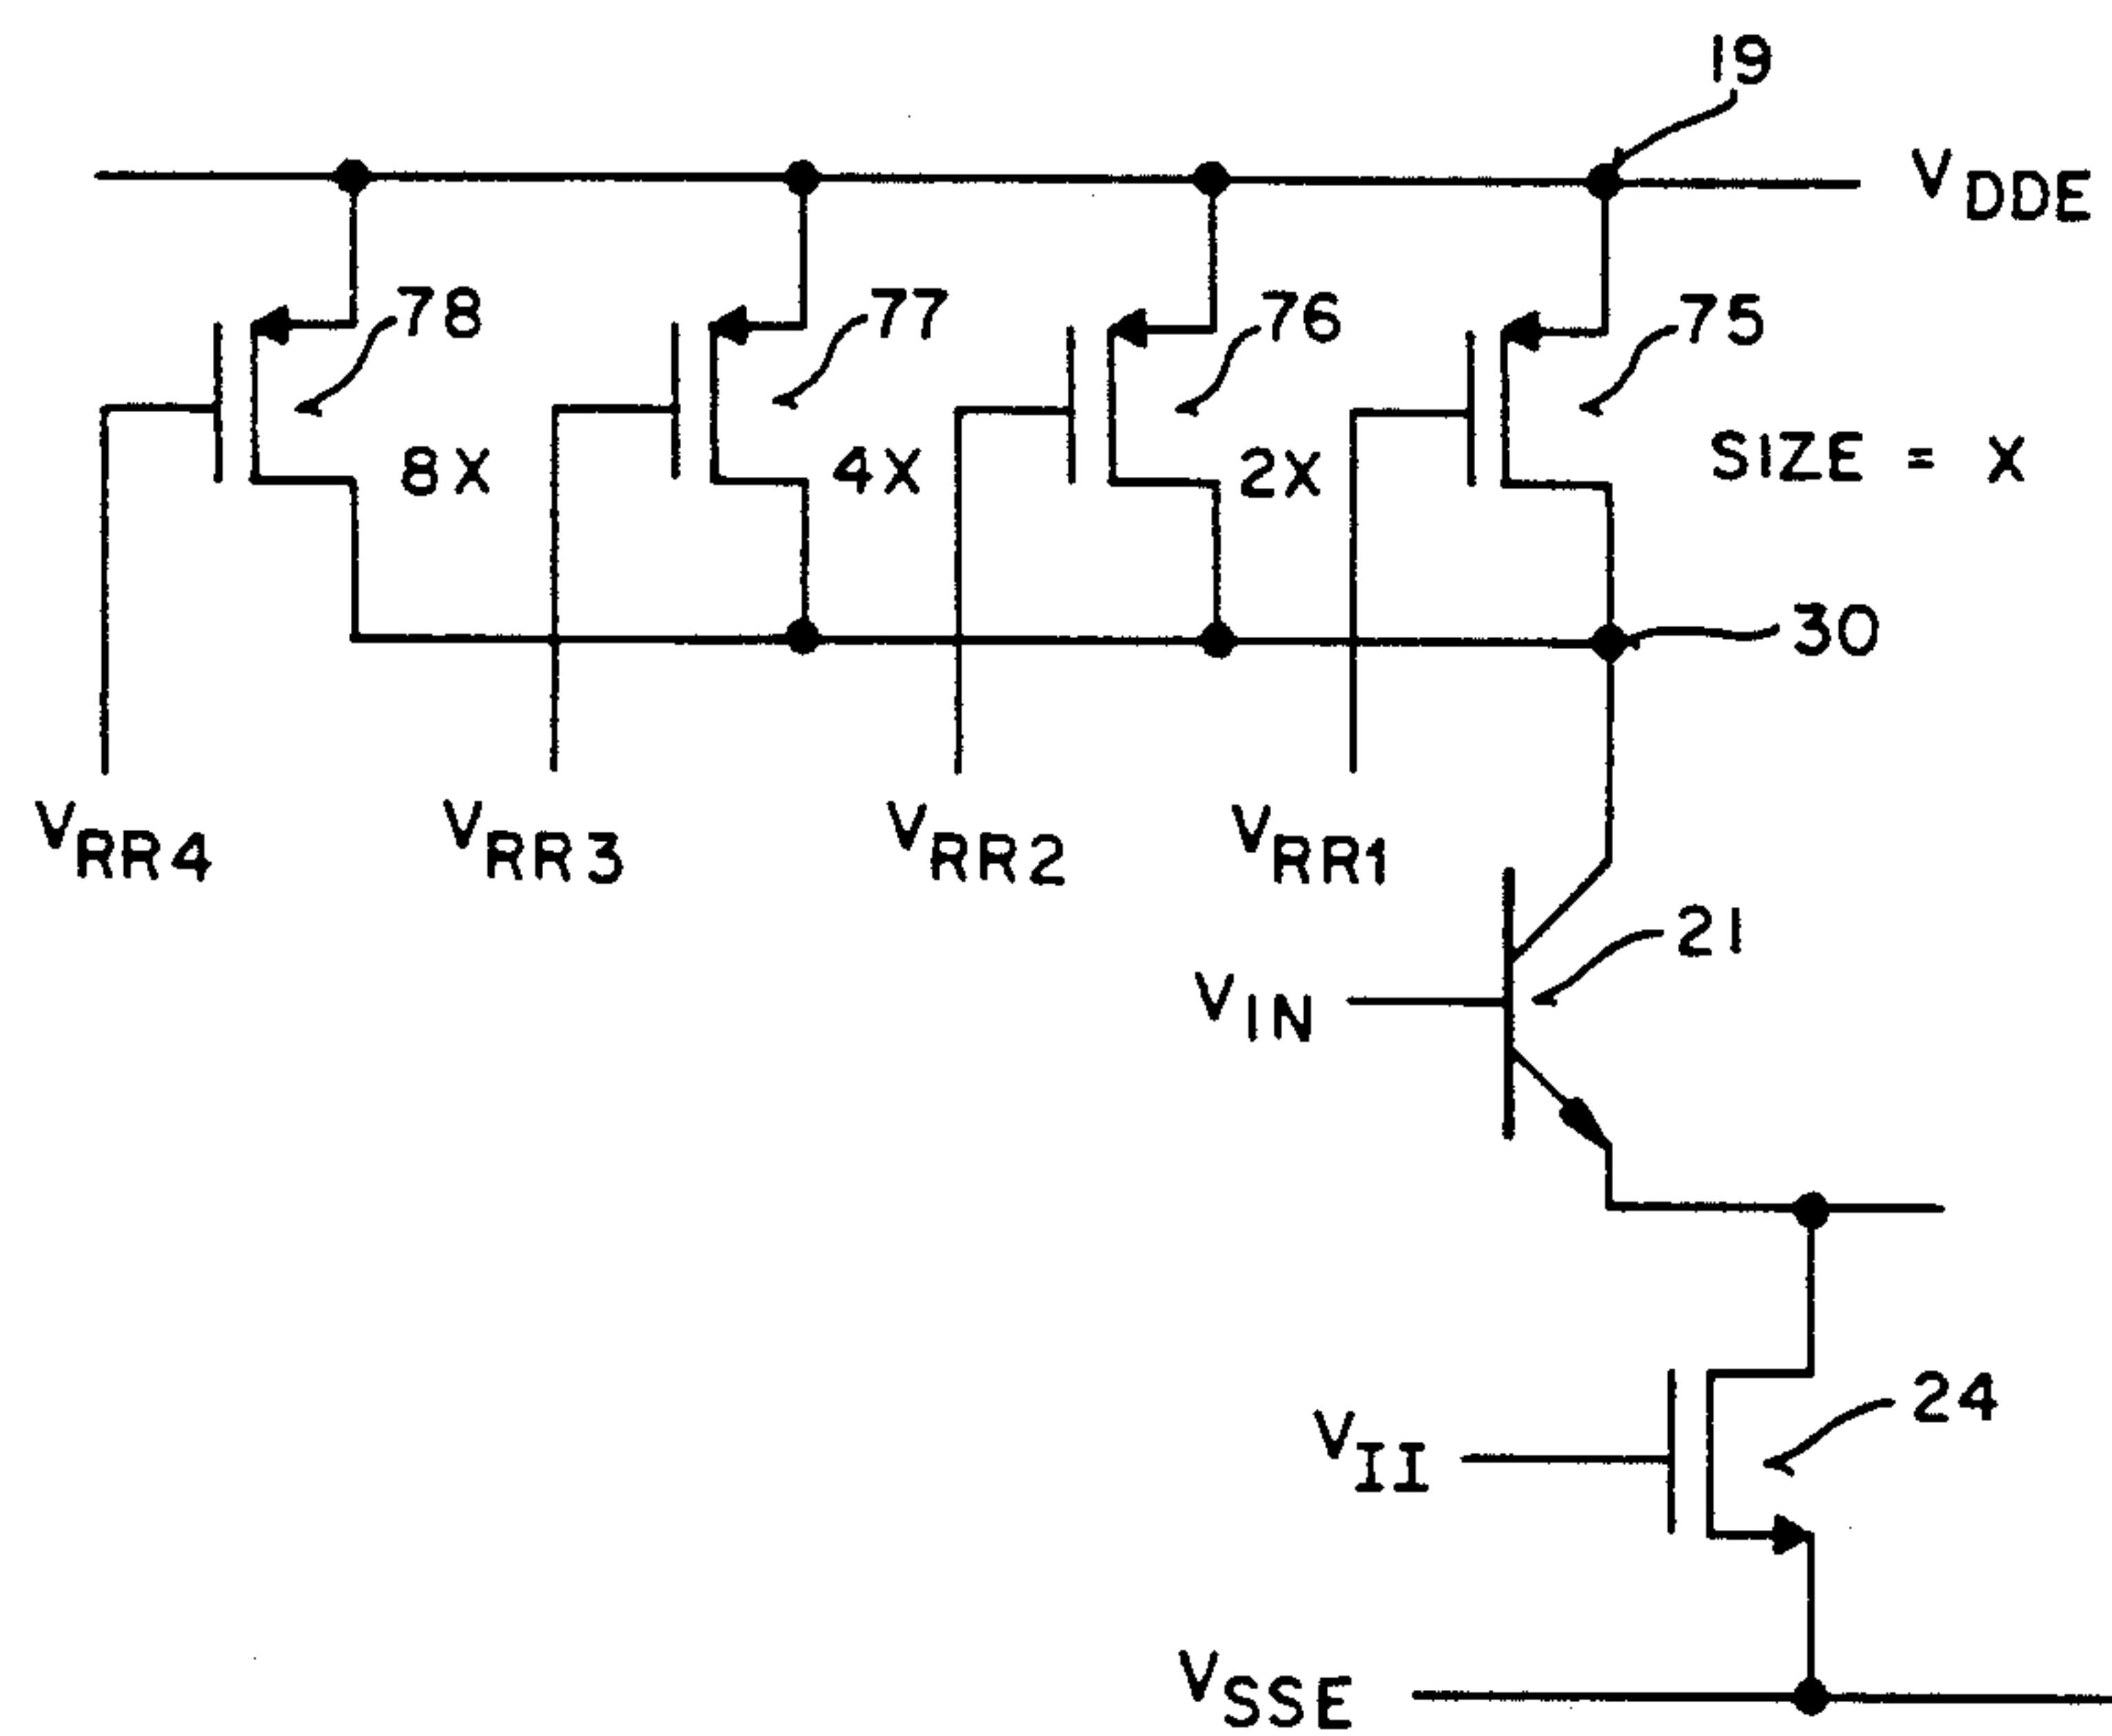 19
VDDE
78
77
76
75
8X
4X
2X
SIZE = X
30
VRR4
VRR3
VRR2
VRR1
21
VIN
24
VII
VSSE